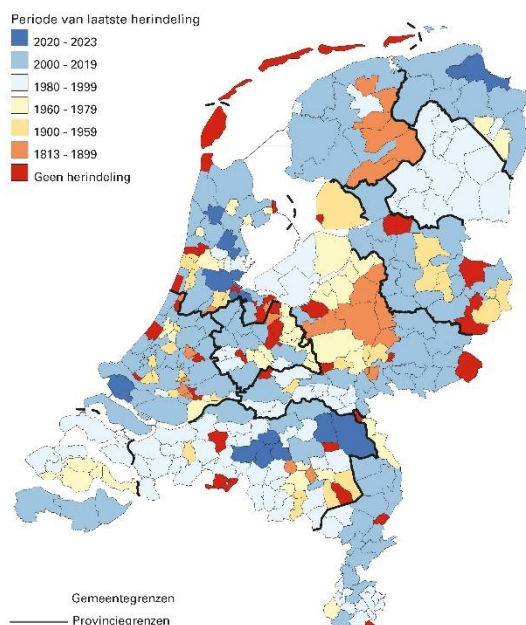 Periode van laatste herindeling
2020 - 2023
2000 - 2019
1980 - 1999
1960 - 1979
1900 - 1959
1813 - 1899
Geen herindeling
Gemeentegrenzen
Provinciegrenzen